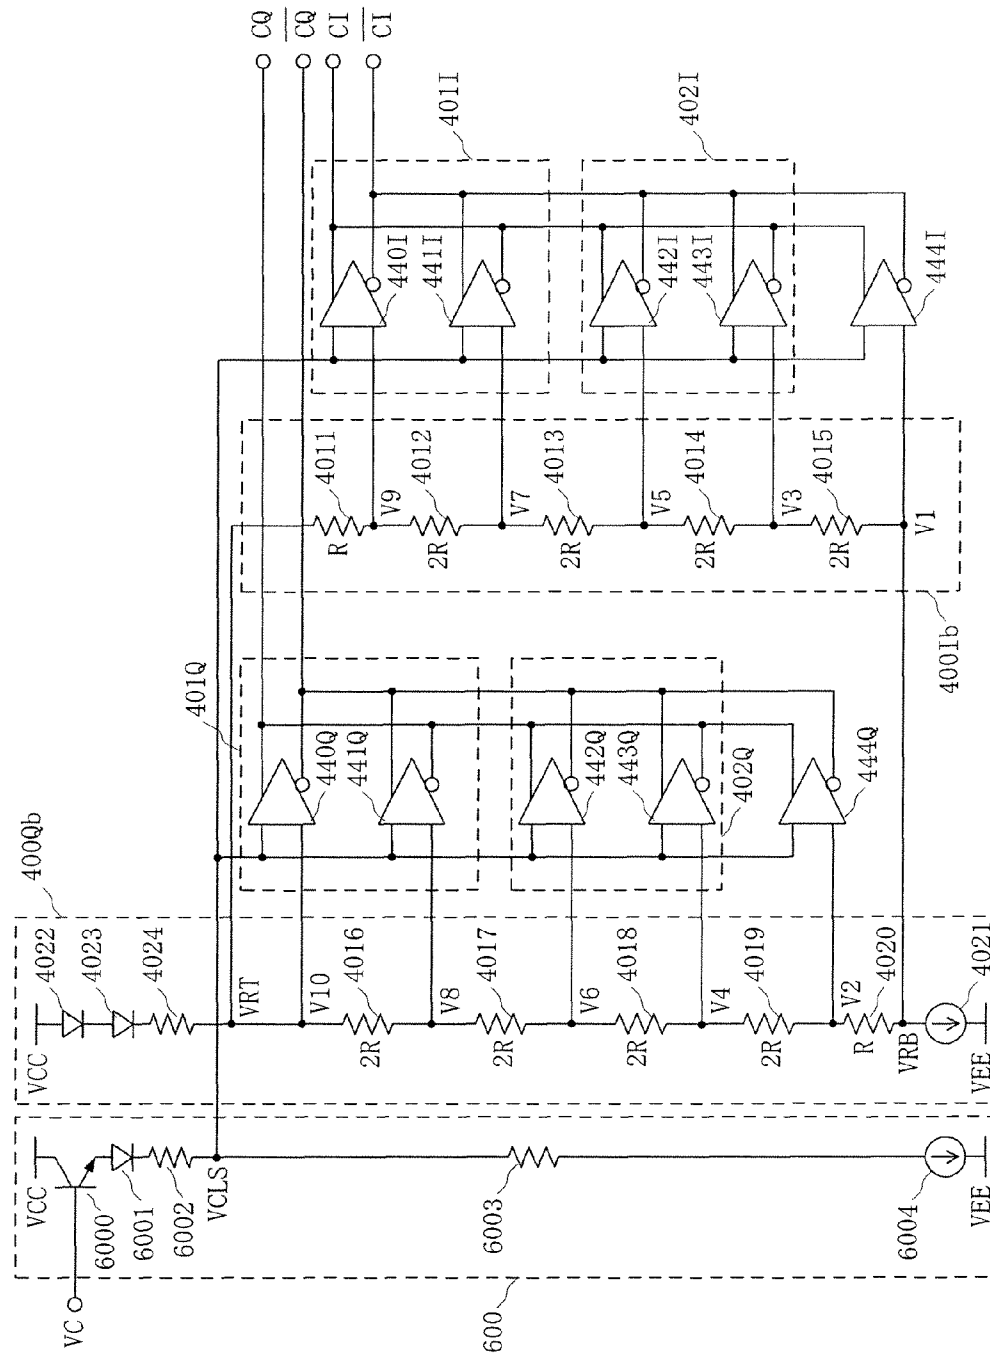 CQ
CQ
CI
CI
401I
402I
440I
441I
442I
443I
444I
4011
R
V9
4012
2R
V7
4013
2R
V5
4014
2R
V3
4015
2R
V1
400Ib
401Q
440Q
441Q
442Q
443Q
402Q
444Q
400Qb
VCC
4022
4023
4024
VRT
V10
4016
2R
V8
4017
2R
V6
4018
2R
V4
4019
2R
V2
4020
R
VRB
4021
VEE
VCC
6000
6001
6002
VCLS
6003
6004
VEE
600
VC